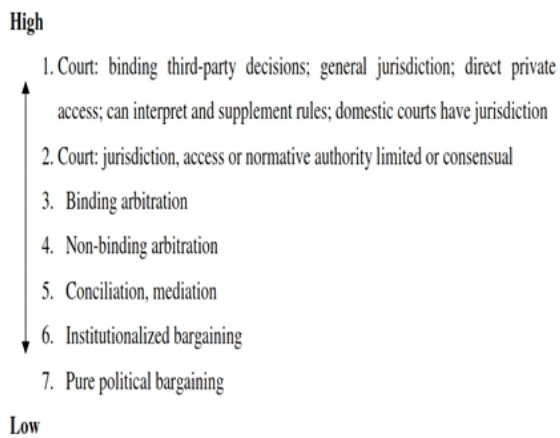 High
1. Court: binding third-party decisions; general jurisdiction; direct private
access; can interpret and supplement rules; domestic courts have jurisdiction
2. Court: jurisdiction, access or normative authority limited or consensual
3. Binding arbitration
4. Non-binding arbitration
5. Conciliation, mediation
6. Institutionalized bargaining
7. Pure political bargaining
Low